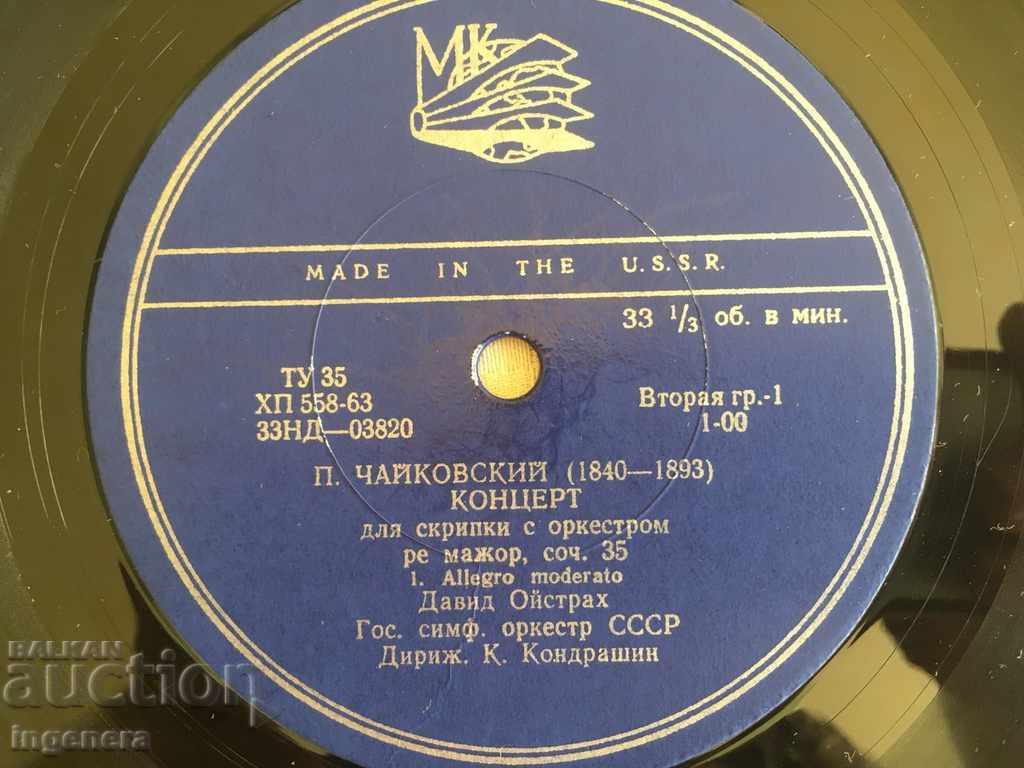 МК
MADE IN THE U.S.S.R.
33 1/3 об. в мин.
ТУ 35
ХП 558-63
33НД—03820
Вторая гр.-1
1-00
П. ЧАЙКОВСКИЙ (1840—1893)
КОНЦЕРТ
для скрипки с оркестром
ре мажор, соч. 35
1. Allegro moderato
Давид Ойстрах
Гос. симф. оркестр СССР
Дириж. К. Кондрашин
BALKAN
auction
ingenera